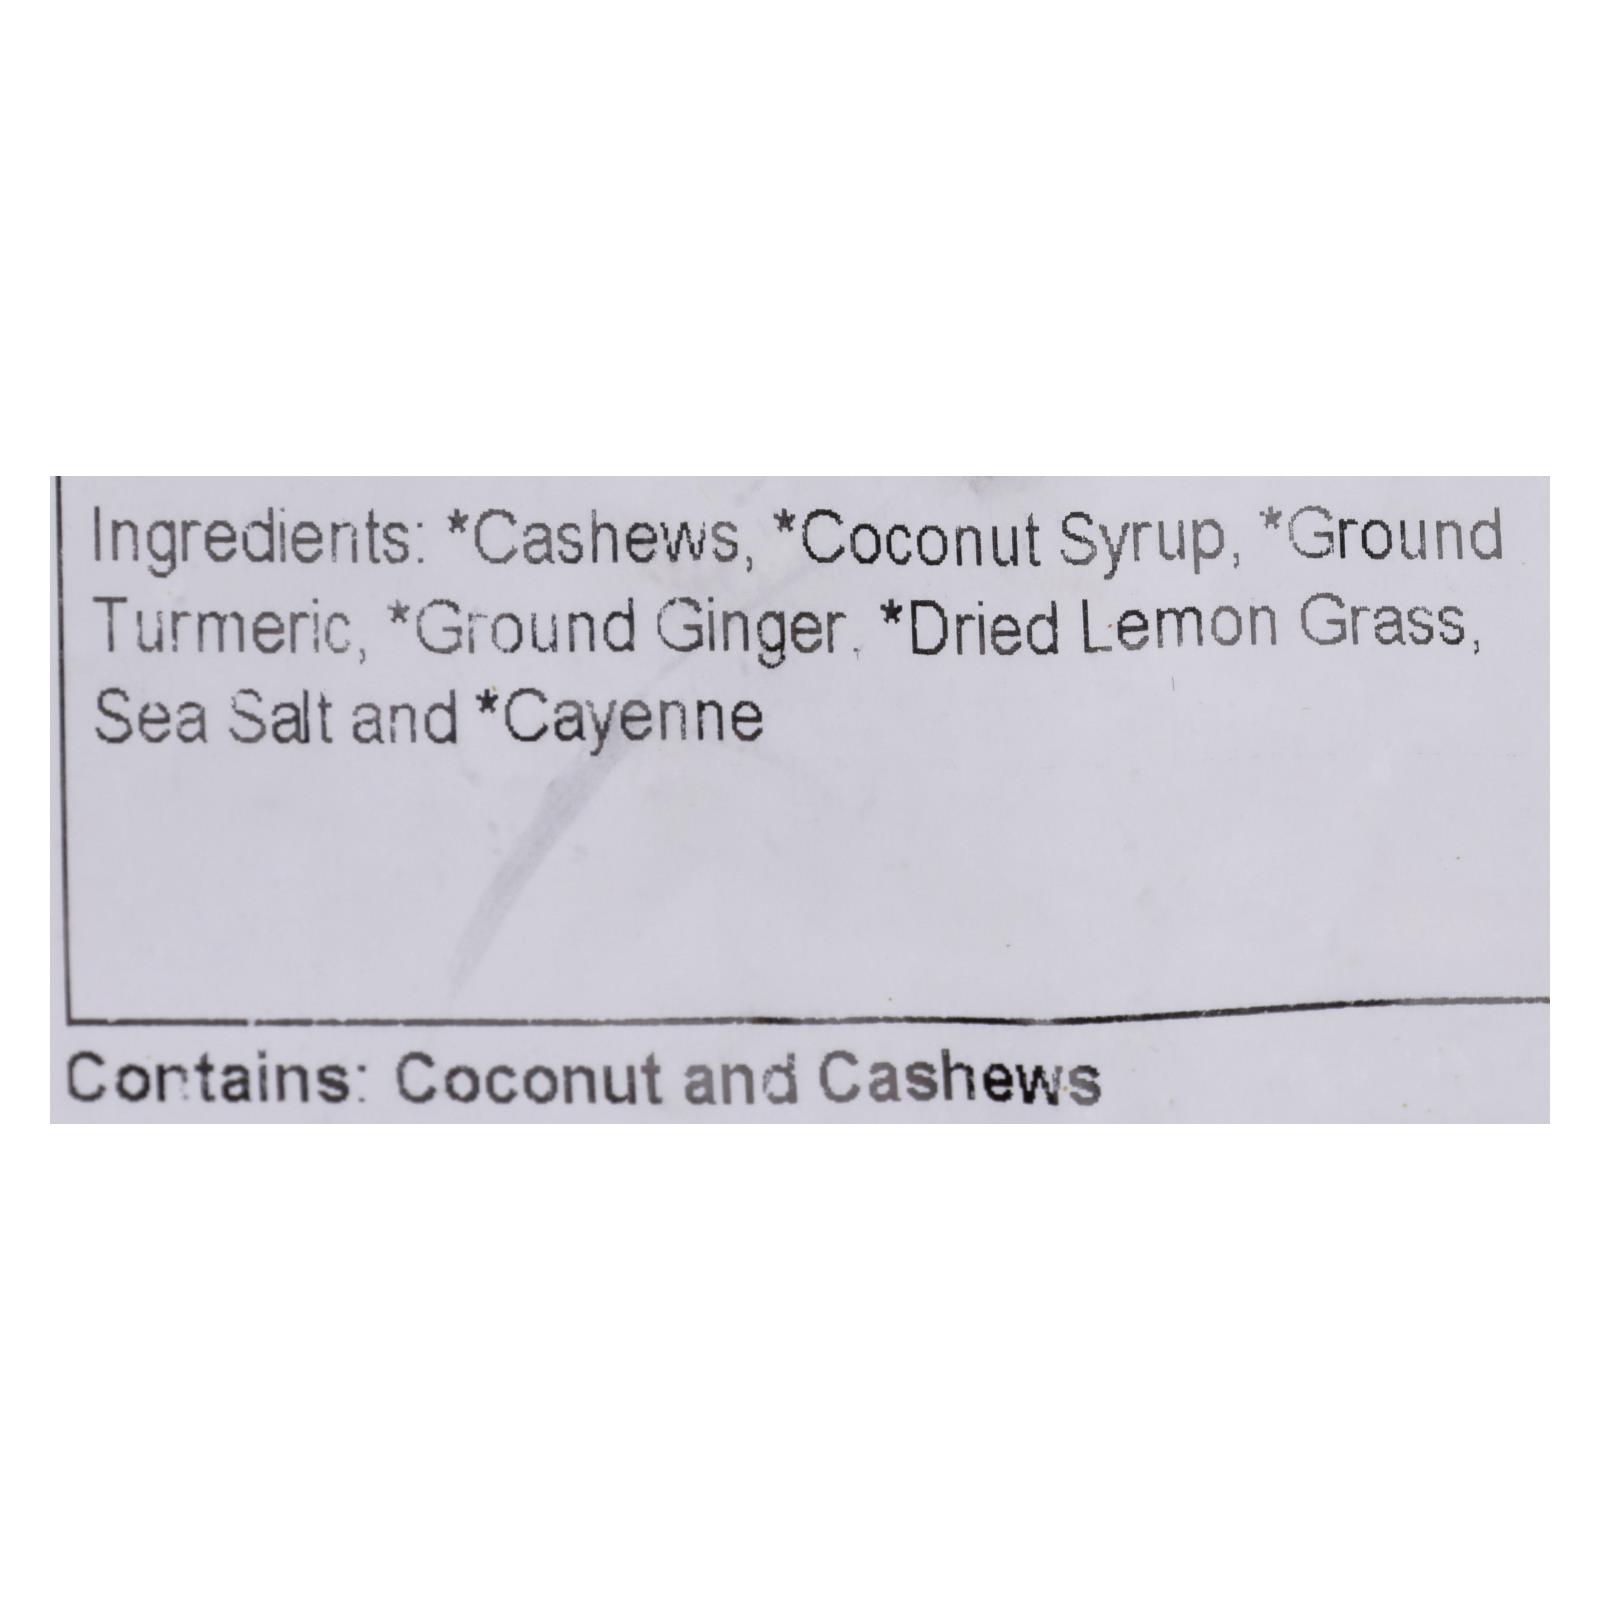 Ingredients: *Cashews, *Coconut Syrup, *Ground
Turmeric, *Ground Ginger, *Dried Lemon Grass,
Sea Salt and *Cayenne
Contains: Coconut and Cashews